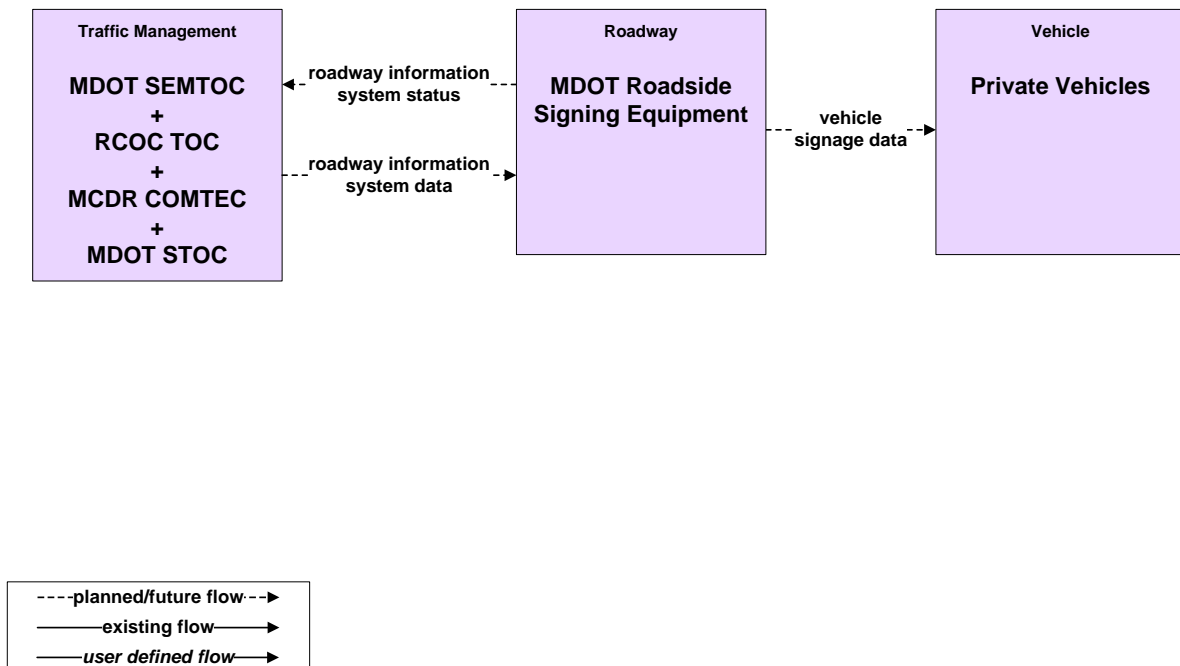 Traffic Management
MDOT SEMTOC
+
RCOC TOC
+
MCDR COMTEC
+
MDOT STOC
roadway information
system status
roadway information
system data
Roadway
MDOT Roadside
Signing Equipment
vehicle
signage data
Vehicle
Private Vehicles
planned/future flow
existing flow
user defined flow